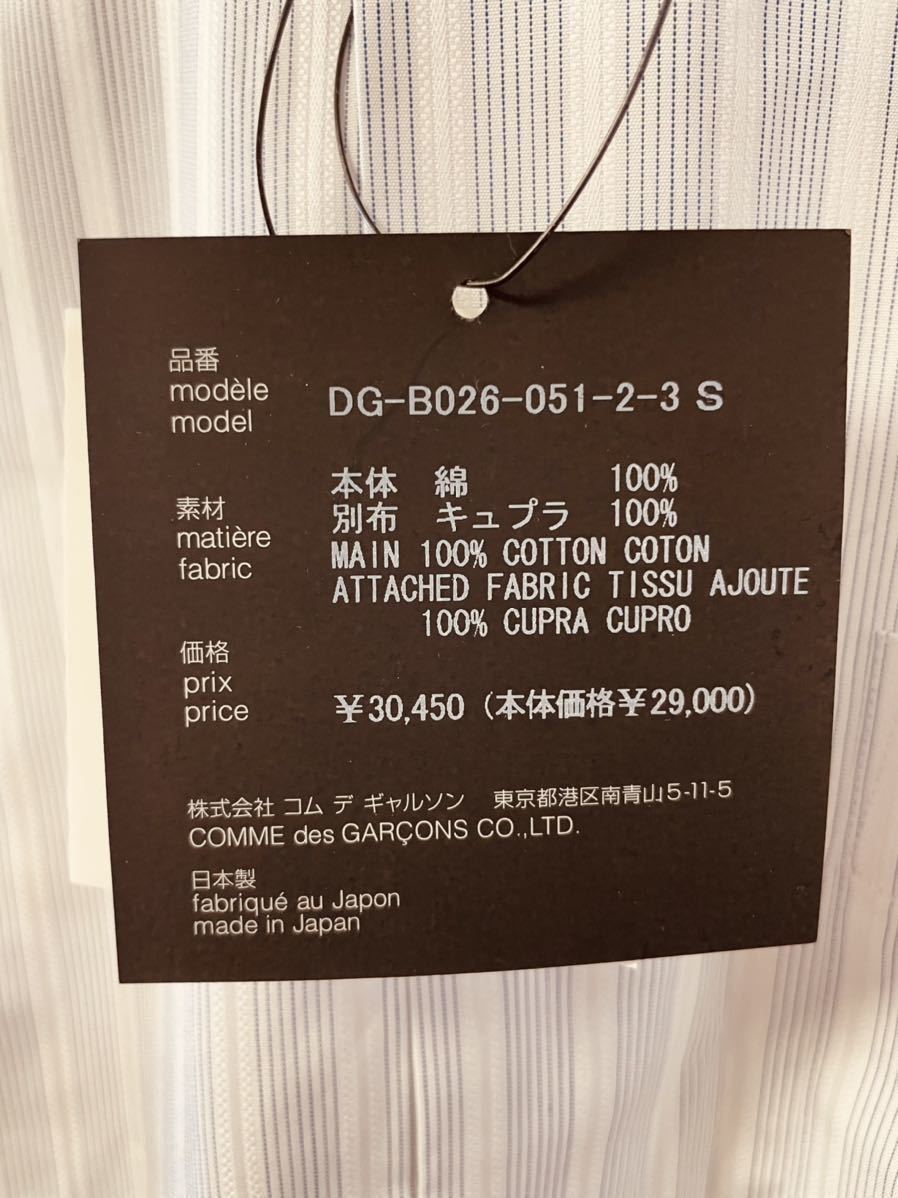 品番
modèle
model
DG-B026-051-2-3 S
素材
matière
fabric
本体 綿 100%
別布 キュプラ 100%
MAIN 100% COTTON COTON
ATTACHED FABRIC TISSU AJOUTE
100% CUPRA CUPRO
価格
prix
price
¥30,450 (本体価格¥29,000)
株式会社 コム デ ギャルソン 東京都港区南青山5-11-5
COMME des GARÇONS CO.,LTD.
日本製
fabriqué au Japon
made in Japan